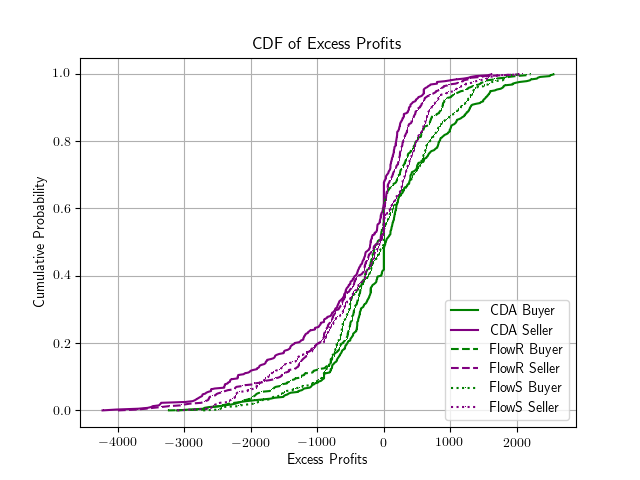 CDF of Excess Profits
Cumulative Probability
1.0
0.8
0.6
0.4
0.2
0.0
−4000 −3000 −2000 −1000 0 1000 2000
Excess Profits
CDA Buyer
CDA Seller
FlowR Buyer
FlowR Seller
FlowS Buyer
FlowS Seller